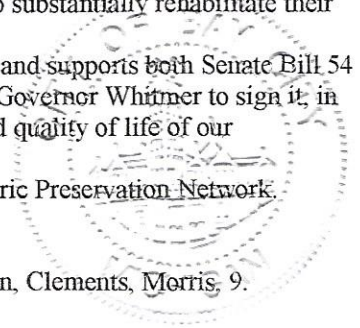 substantially rehabilitate their
and supports both Senate Bill 54
Governor Whitmer to sign it, in
quality of life of our
ric Preservation Network.
n, Clements, Morris, 9.